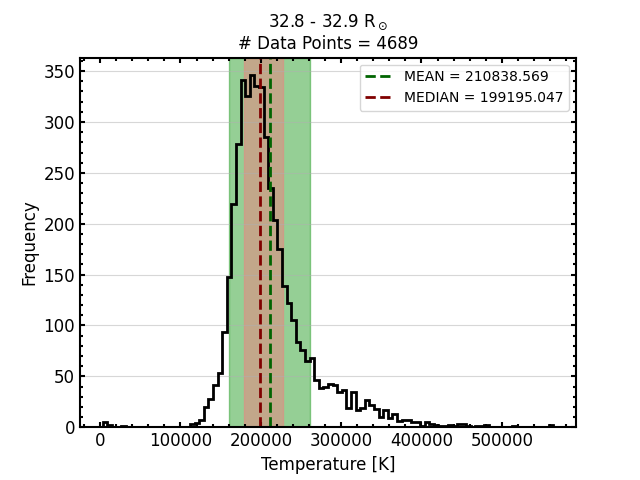 32.8 - 32.9 R⊙
# Data Points = 4689
MEAN = 210838.569
MEDIAN = 199195.047
Frequency
350
300
250
200
150
100
50
0
0 100000 200000 300000 400000 500000
Temperature [K]